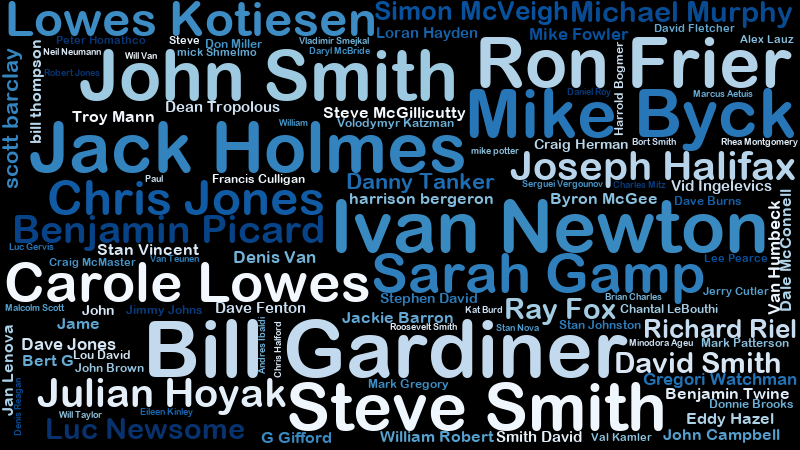 Lowes Kotiesen
Simon McVeigh
Michael Murphy
Peter Homathco
Steve
Don Miller
Vladimir Smejkal
Loran Hayden
Mike Fowler
David Fletcher
Alex Lauz
Neil Neumann
Will Van
mick Shmelmo
Daryl McBride
scott barclay
bill thompson
Robert Jones
John Smith
Ron Frier
Harrold Bogmer
Daniel Roy
Marcus Aetuis
Dean Tropolous
Steve McGillicutty
Mike Byck
Troy Mann
William
Volodymyr Katzman
Jack Holmes
mike potter
Craig Herman
Bort Smith
Rhea Montgomery
Joseph Halifax
Paul
Francis Culligan
Danny Tanker
Serguei Vergounov
Charles Mitz
Vid Ingelevics
Chris Jones
harrison bergeron
Byron McGee
Dave Burns
Benjamin Picard
Ivan Newton
Van Humbeck
Dale McConnell
Luc Gervis
Stan Vincent
Craig McMaster
Van Teunen
Denis Van
Lee Pearce
Carole Lowes
Sarah Gamp
Stephen David
Brian Charles
Jerry Cutler
Malcolm Scott
John
Jimmy Johns
Dave Fenton
Jackie Barron
Kat Burd
Ray Fox
Chantal LeBouthi
Jame
Roosevelt Smith
Stan Nova
Stan Johnston
Richard Riel
Jan Leneva
Dave Jones
Lou David
Bill Gardiner
Andres Ibaldi
Chris Halford
Minodora Ageu
Mark Patterson
Bert G
John Brown
David Smith
Denis Reagan
Julian Hoyak
Mark Gregory
Gregori Watchman
Steve Smith
Benjamin Twine
Donnie Brooks
Will Taylor
Eileen Kinley
Eddy Hazel
Luc Newsome
G Gifford
William Robert
Smith David
Val Kamler
John Campbell